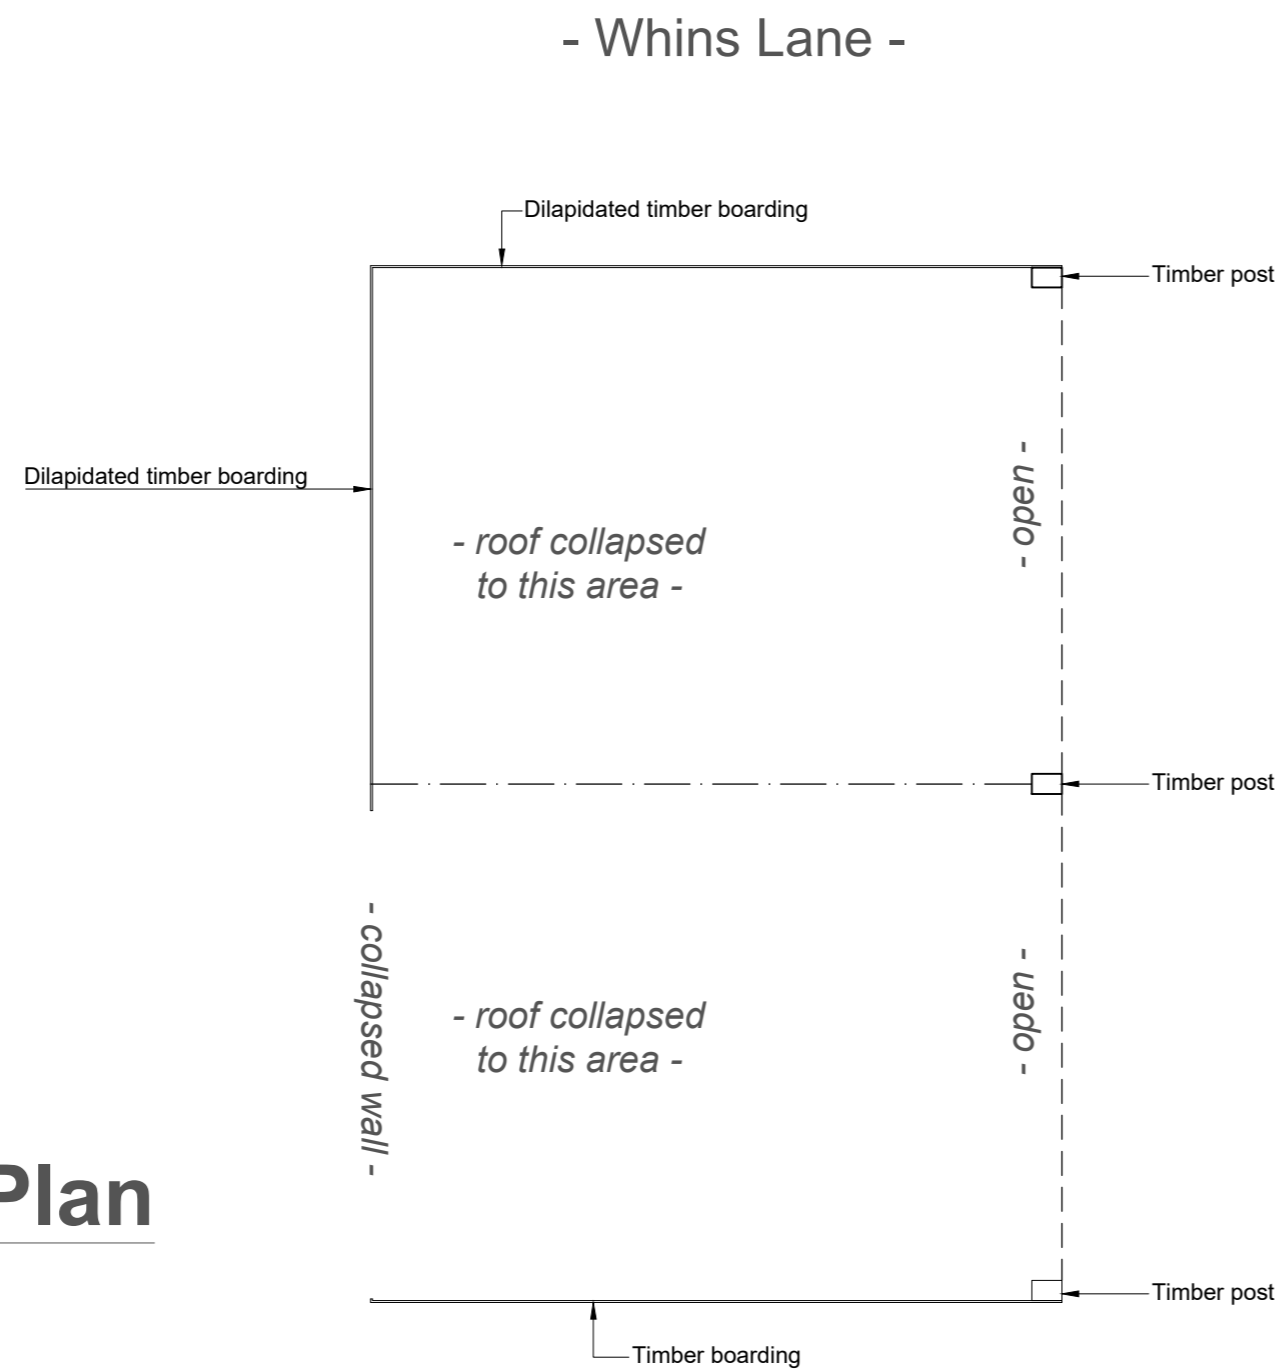 - Whins Lane -
Dilapidated timber boarding
Timber post
Dilapidated timber boarding
- open -
- roof collapsed
to this area -
Timber post
- collapsed wall -
- open -
- roof collapsed
to this area -
Plan
Timber post
Timber boarding